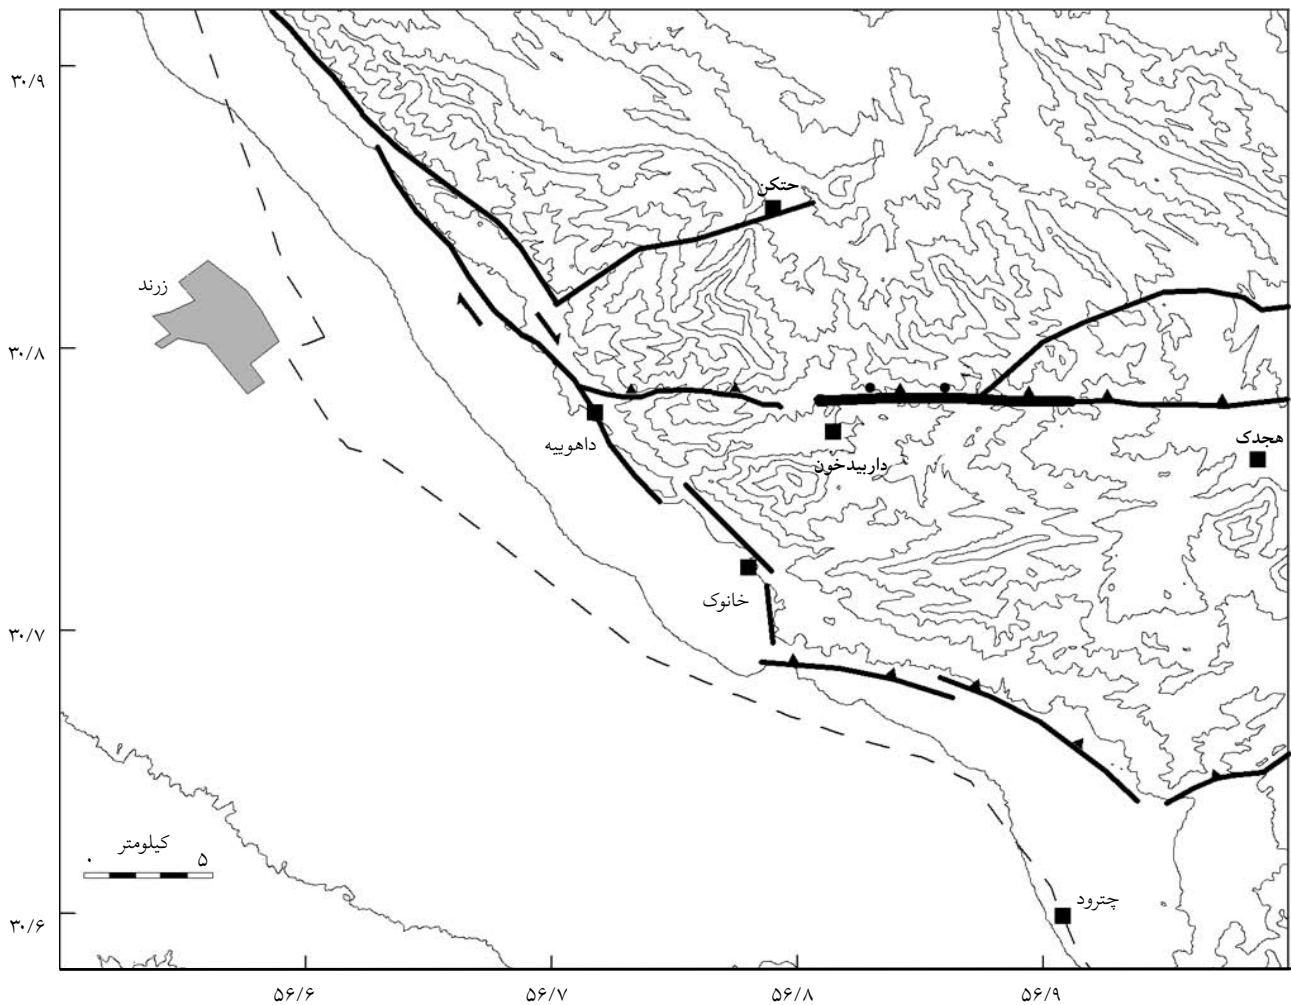 ۳۰/۹
حتکن
زرند
۳۰/۸
داهوییه
داربیدخون
هجدک
خانوک
۳۰/۷
کیلومتر
۰ ۵
چترود
۳۰/۶
۵۶/۶ ۵۶/۷ ۵۶/۸ ۵۶/۹